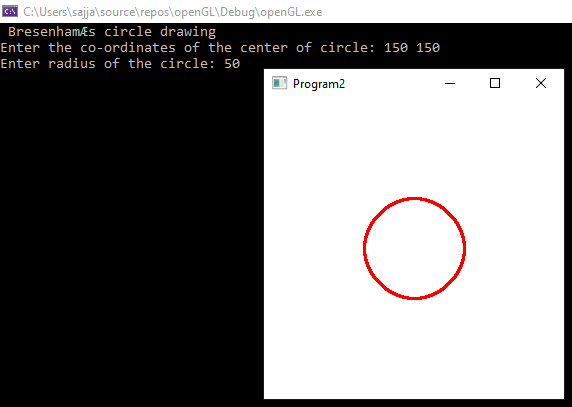 C:\Users\sajja\source\repos\openGL\Debug\openGL.exe
BresenhamÆs circle drawing
Enter the co-ordinates of the center of circle: 150 150
Enter radius of the circle: 50
Program2